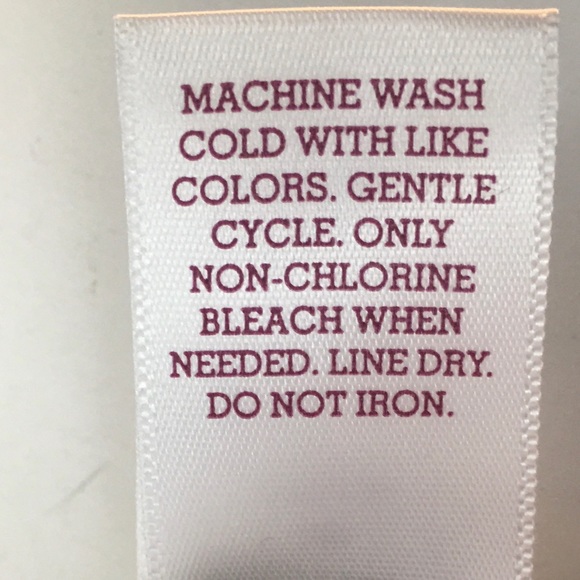 MACHINE WASH
COLD WITH LIKE
COLORS. GENTLE
CYCLE. ONLY
NON-CHLORINE
BLEACH WHEN
NEEDED. LINE DRY.
DO NOT IRON.